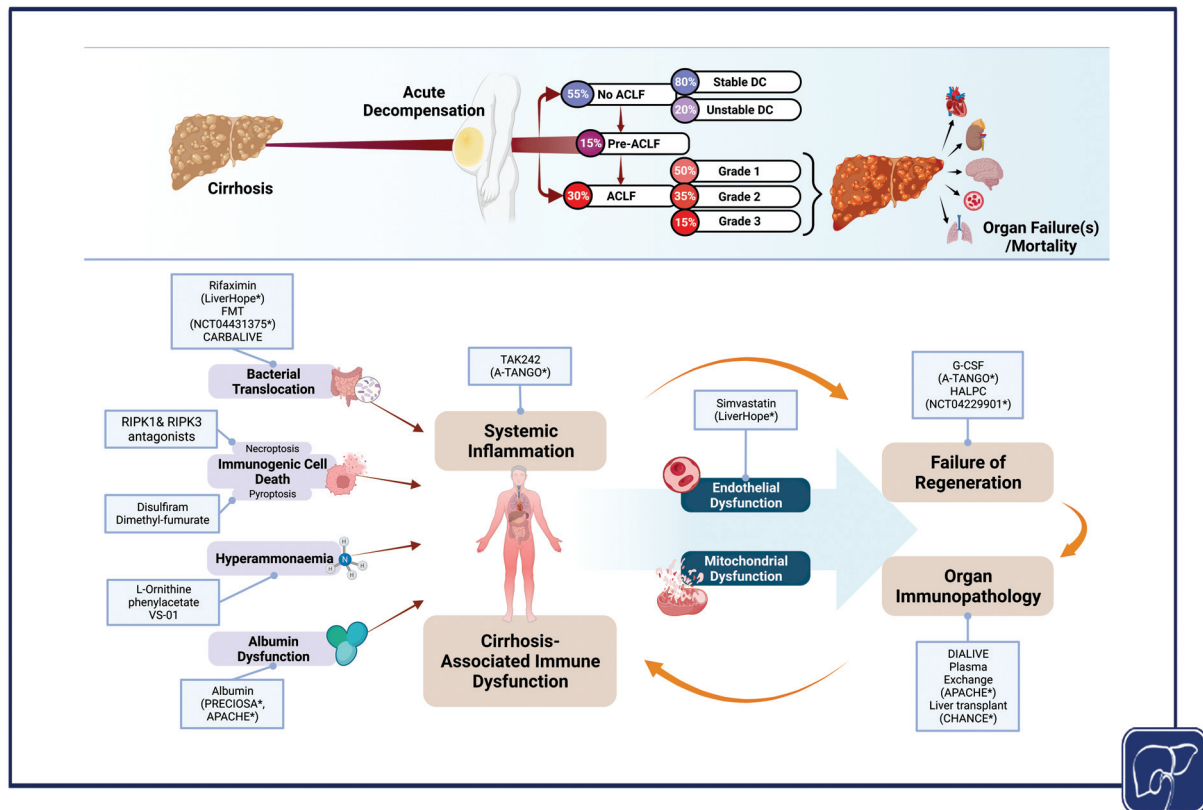 Acute
Decompensation
Cirrhosis
55%
No ACLF
80%
Stable DC
20%
Unstable DC
15%
Pre-ACLF
30%
ACLF
50%
Grade 1
35%
Grade 2
15%
Grade 3
Organ Failure(s)
/Mortality
Rifaximin
(LiverHope*)
FMT
(NCT04431375*)
CARBALIVE
Bacterial
Translocation
RIPK1& RIPK3
antagonists
Necroptosis
Immunogenic Cell
Death
Pyroptosis
Disulfiram
Dimethyl-fumurate
Hyperammonaemia
N
H
H
H
H
L-Ornithine
phenylacetate
VS-01
Albumin
Dysfunction
Albumin
(PRECIOSA*,
APACHE*)
TAK242
(A-TANGO*)
Systemic
Inflammation
Cirrhosis-
Associated Immune
Dysfunction
Simvastatin
(LiverHope*)
Endothelial
Dysfunction
Mitochondrial
Dysfunction
G-CSF
(A-TANGO*)
HALPC
(NCT04229901*)
Failure of
Regeneration
Organ
Immunopathology
DIALIVE
Plasma
Exchange
(APACHE*)
Liver transplant
(CHANCE*)